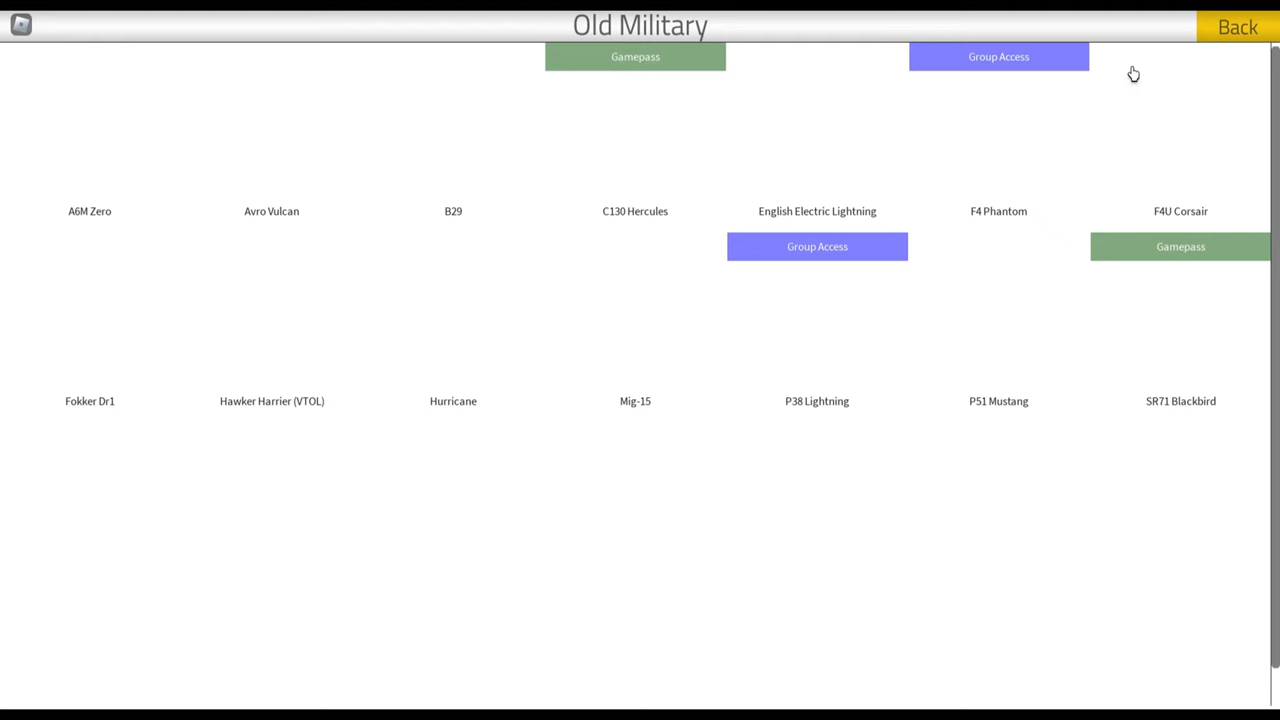 Old Military
Back
Gamepass
Group Access
A6M Zero
Avro Vulcan
B29
C130 Hercules
English Electric Lightning
F4 Phantom
F4U Corsair
Group Access
Gamepass
Fokker Dr1
Hawker Harrier (VTOL)
Hurricane
Mig-15
P38 Lightning
P51 Mustang
SR71 Blackbird